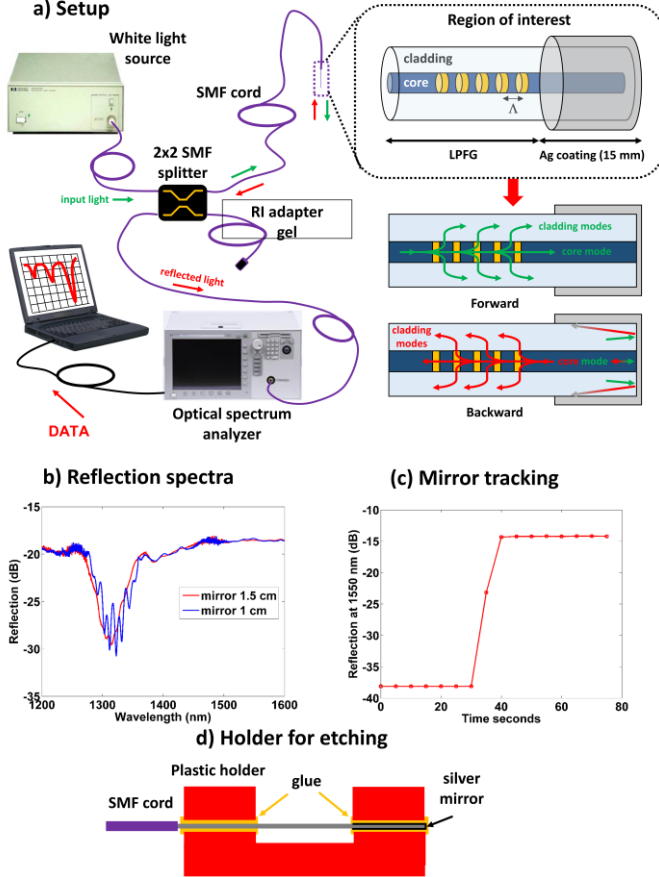 a) Setup
White light
source
SMF cord
2x2 SMF
splitter
input light
RI adapter
gel
reflected light
Optical spectrum
analyzer
DATA
Region of interest
cladding
core
Λ
LPFG
Ag coating (15 mm)
cladding modes
core mode
Forward
cladding
modes
core mode
Backward
b) Reflection spectra
-15
-20
-25
-30
-35
Reflection (dB)
mirror 1.5 cm
mirror 1 cm
1200
1300
1400
1500
1600
Wavelength (nm)
(c) Mirror tracking
-10
-15
-20
-25
-30
-35
-40
Reflection at 1550 nm (dB)
0
20
40
60
80
Time seconds
d) Holder for etching
Plastic holder
glue
silver
mirror
SMF cord